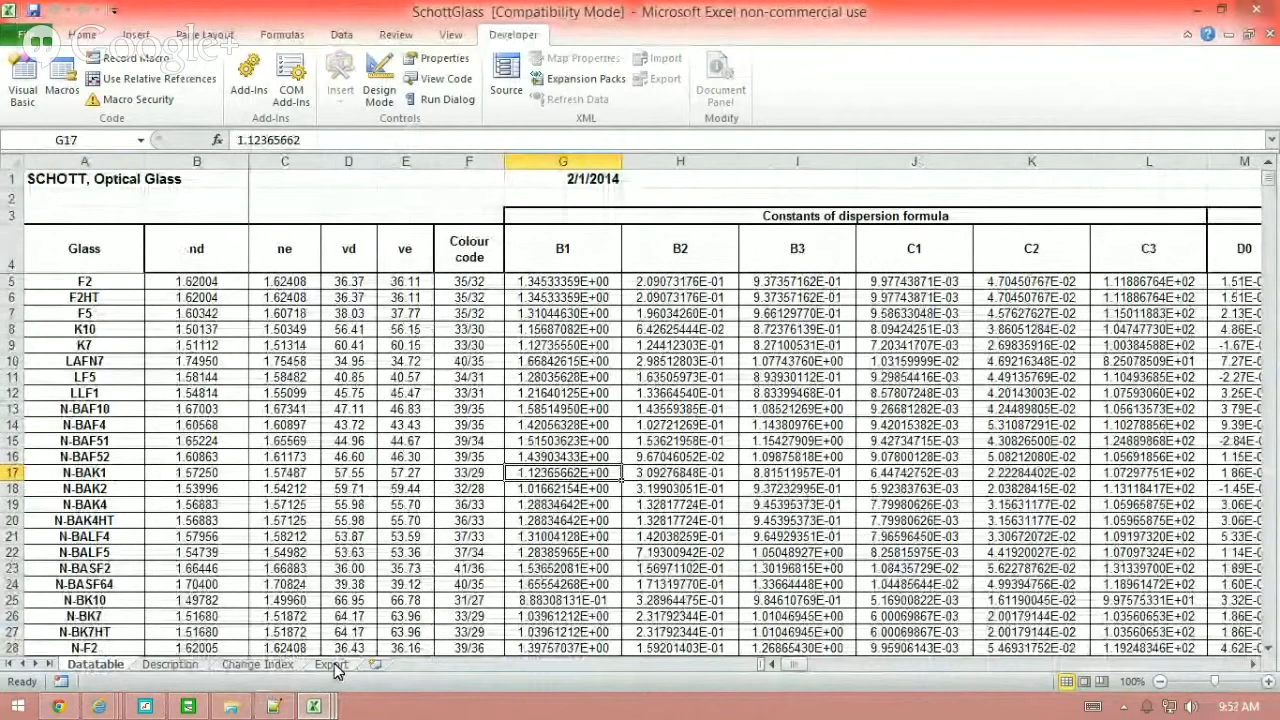 SchottGlass [Compatibility Mode] - Microsoft Excel non-commercial use
Home Insert Page Layout Formulas Data Review View Developer
Google+
Visual Basic Macros Record Macro Use Relative References Macro Security Code
Add-Ins COM Add-Ins Add-Ins
Insert Design Mode Properties View Code Run Dialog Controls
Source Map Properties Expansion Packs Refresh Data Import Export XML
Document Panel Modify
G17 fx 1.12365662
A B C D E F G H I J K L M
1 SCHOTT, Optical Glass 2/1/2014
2
3 Constants of dispersion formula
4 Glass nd ne vd ve Colour code B1 B2 B3 C1 C2 C3 D0
5 F2 1.62004 1.62408 36.37 36.11 35/32 1.34533359E+00 2.09073176E-01 9.37357162E-01 9.97743871E-03 4.70450767E-02 1.11886764E+02 1.51E-0
6 F2HT 1.62004 1.62408 36.37 36.11 35/32 1.34533359E+00 2.09073176E-01 9.37357162E-01 9.97743871E-03 4.70450767E-02 1.11886764E+02 1.51E-0
7 F5 1.60342 1.60718 38.03 37.77 35/32 1.31044630E+00 1.96034260E-01 9.66129770E-01 9.58633048E-03 4.57627627E-02 1.15011883E+02 2.13E-0
8 K10 1.50137 1.50349 56.41 56.15 33/30 1.15687082E+00 6.42625444E-02 8.72376139E-01 8.09424251E-03 3.86051284E-02 1.04747730E+02 4.86E-0
9 K7 1.51112 1.51314 60.41 60.15 33/30 1.12735550E+00 1.24412303E-01 8.27100531E-01 7.20341707E-03 2.69835916E-02 1.00384588E+02 -1.67E-0
10 LAFN7 1.74950 1.75458 34.95 34.72 40/35 1.66842615E+00 2.98512803E-01 1.07743760E+00 1.03159999E-02 4.69216348E-02 8.25078509E+01 7.27E-0
11 LF5 1.58144 1.58482 40.85 40.57 34/31 1.28035628E+00 1.63505973E-01 8.93930112E-01 9.29854416E-03 4.49135769E-02 1.10493685E+02 -2.27E-0
12 LLF1 1.54814 1.55099 45.75 45.47 33/31 1.21640125E+00 1.33664540E-01 8.83399468E-01 8.57807248E-03 4.20143003E-02 1.07593060E+02 3.25E-0
13 N-BAF10 1.67003 1.67341 47.11 46.83 39/35 1.58514950E+00 1.43559385E-01 1.08521269E+00 9.26681282E-03 4.24489805E-02 1.05613573E+02 3.79E-0
14 N-BAF4 1.60568 1.60897 43.72 43.43 39/35 1.42056328E+00 1.02721269E-01 1.14380976E+00 9.42015382E-03 5.31087291E-02 1.10278856E+02 9.39E-0
15 N-BAF51 1.65224 1.65569 44.96 44.67 39/34 1.51503623E+00 1.53621958E-01 1.15427909E+00 9.42734715E-03 4.30826500E-02 1.24889868E+02 -2.84E-0
16 N-BAF52 1.60863 1.61173 46.60 46.30 39/35 1.43903433E+00 9.67046052E-02 1.09875818E+00 9.07800128E-03 5.08212080E-02 1.05691856E+02 1.15E-0
17 N-BAK1 1.57250 1.57487 57.55 57.27 33/29 1.12365662E+00 3.09276848E-01 8.81511957E-01 6.44742752E-03 2.22284402E-02 1.07297751E+02 1.86E-0
18 N-BAK2 1.53996 1.54212 59.71 59.44 32/28 1.01662154E+00 3.19903051E-01 9.37232995E-01 5.92383763E-03 2.03828415E-02 1.13118417E+02 -1.45E-0
19 N-BAK4 1.56883 1.57125 55.98 55.70 36/33 1.28834642E+00 1.32817724E-01 9.45395373E-01 7.79980626E-03 3.15631177E-02 1.05965875E+02 3.06E-0
20 N-BAK4HT 1.56883 1.57125 55.98 55.70 36/33 1.28834642E+00 1.32817724E-01 9.45395373E-01 7.79980626E-03 3.15631177E-02 1.05965875E+02 3.06E-0
21 N-BALF4 1.57956 1.58212 53.87 53.59 37/33 1.31004128E+00 1.42038259E-01 9.64929351E-01 7.96596450E-03 3.30672072E-02 1.09197320E+02 5.33E-0
22 N-BALF5 1.54739 1.54982 53.63 53.36 37/34 1.28385965E+00 7.19300942E-02 1.05048927E+00 8.25815975E-03 4.41920027E-02 1.07097324E+02 1.14E-0
23 N-BASF2 1.66446 1.66883 36.00 35.73 41/36 1.53652081E+00 1.56971102E-01 1.30196815E+00 1.08435729E-02 5.62278762E-02 1.31339700E+02 1.89E-0
24 N-BASF64 1.70400 1.70824 39.38 39.12 40/35 1.65554268E+00 1.71319770E-01 1.33664448E+00 1.04485644E-02 4.99394756E-02 1.18961472E+02 1.60E-0
25 N-BK10 1.49782 1.49960 66.95 66.78 31/27 8.88308131E-01 3.28964475E-01 9.84610769E-01 5.16900822E-03 1.61190045E-02 9.97575331E+01 1.01E-0
26 N-BK7 1.51680 1.51872 64.17 63.96 33/29 1.03961212E+00 2.31792344E-01 1.01046945E+00 6.00069867E-03 2.00179144E-02 1.03560653E+02 1.02E-0
27 N-BK7HT 1.51680 1.51872 64.17 63.96 33/29 1.03961212E+00 2.31792344E-01 1.01046945E+00 6.00069867E-03 2.00179144E-02 1.03560653E+02 1.02E-0
28 N-F2 1.62005 1.62408 36.43 36.16 39/36 1.39757037E+00 1.59201403E-01 1.26865430E+00 9.95906143E-03 5.46931752E-02 1.19248346E+02 4.62E-0
Datatable Description Change Index Export
Ready 100%
9:52 AM